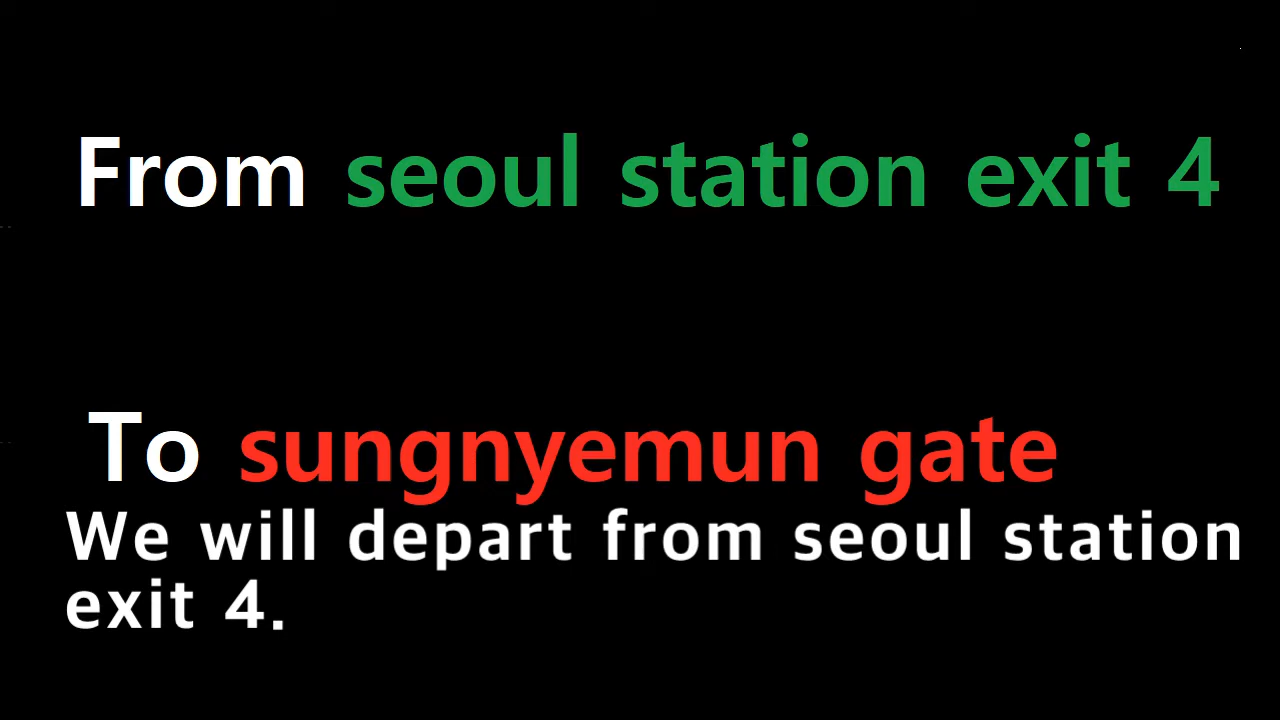 From seoul station exit 4
To sungnyemun gate
We will depart from seoul station
exit 4.